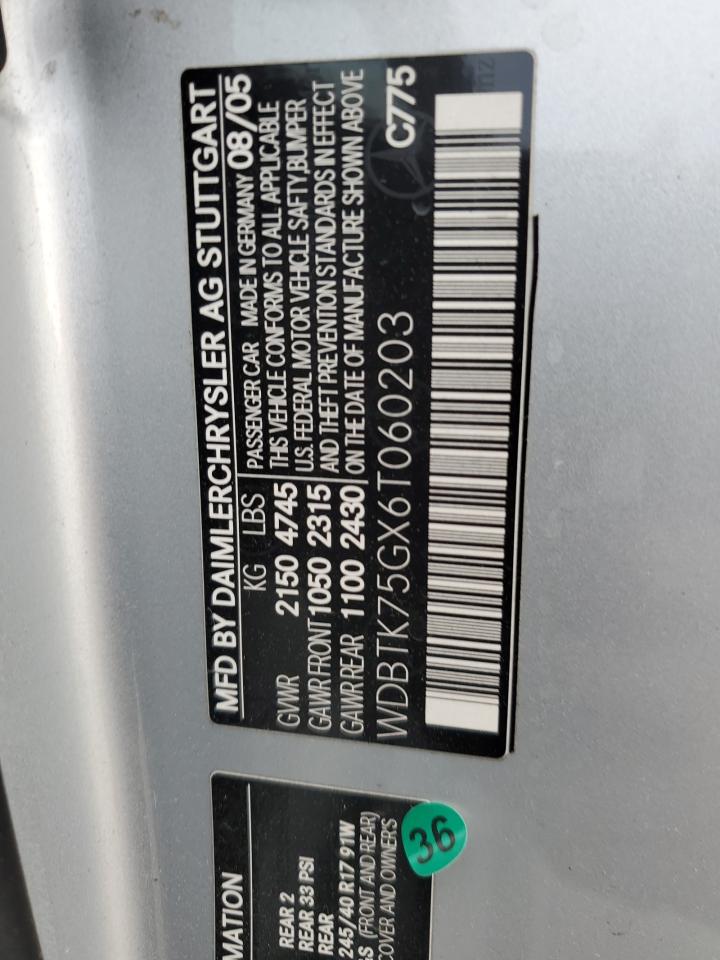 MFD BY DAIMLERCHRYSLER AG STUTTGART
KG LBS
GVWR 2150 4745
GAWR FRONT 1050 2315
GAWR REAR 1100 2430
PASSENGER CAR MADE IN GERMANY 08/05
THIS VEHICLE CONFORMS TO ALL APPLICABLE
U.S. FEDERAL MOTOR VEHICLE SAFTY,BUMPER
AND THEFT PREVENTION STANDARDS IN EFFECT
ON THE DATE OF MANUFACTURE SHOWN ABOVE
WDBTK75GX6T060203
C775
REAR 2
REAR 33 PSI
REAR
245/40 R17 91W
(FRONT AND REAR)
COVER AND OWNER'S
36